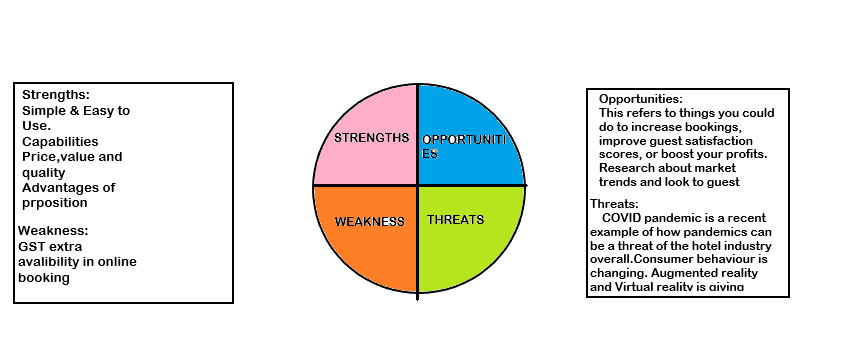 Strengths:
Simple & Easy to
Use.
Capabilities
Price,value and
quality
Advantages of
prposition
Weakness:
GST extra
avalibility in online
booking
STRENGTHS
OPPORTUNITI
ES
WEAKNESS
THREATS
Opportunities:
This refers to things you could
do to increase bookings,
improve guest satisfaction
scores, or boost your profits.
Research about market
trends and look to guest
Threats:
COVID pandemic is a recent
example of how pandemics can
be a threat of the hotel industry
overall.Consumer behaviour is
changing. Augmented reality
and Virtual reality is giving